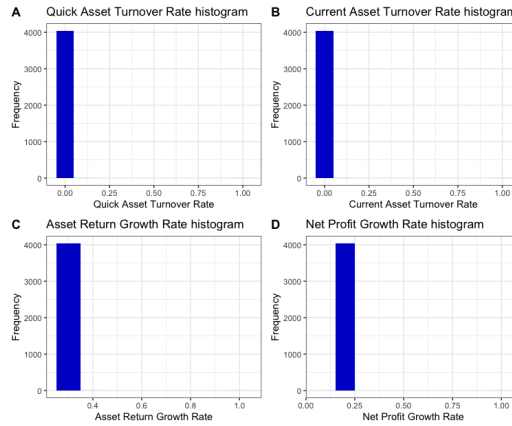 A Quick Asset Turnover Rate histogram
4000
3000
2000
1000
0
Frequency
0.00 0.25 0.50 0.75 1.00
Quick Asset Turnover Rate
B Current Asset Turnover Rate histogram
4000
3000
2000
1000
0
Frequency
0.00 0.25 0.50 0.75 1.00
Current Asset Turnover Rate
C Asset Return Growth Rate histogram
4000
3000
2000
1000
0
Frequency
0.4 0.6 0.8 1.0
Asset Return Growth Rate
D Net Profit Growth Rate histogram
4000
3000
2000
1000
0
Frequency
0.00 0.25 0.50 0.75 1.00
Net Profit Growth Rate